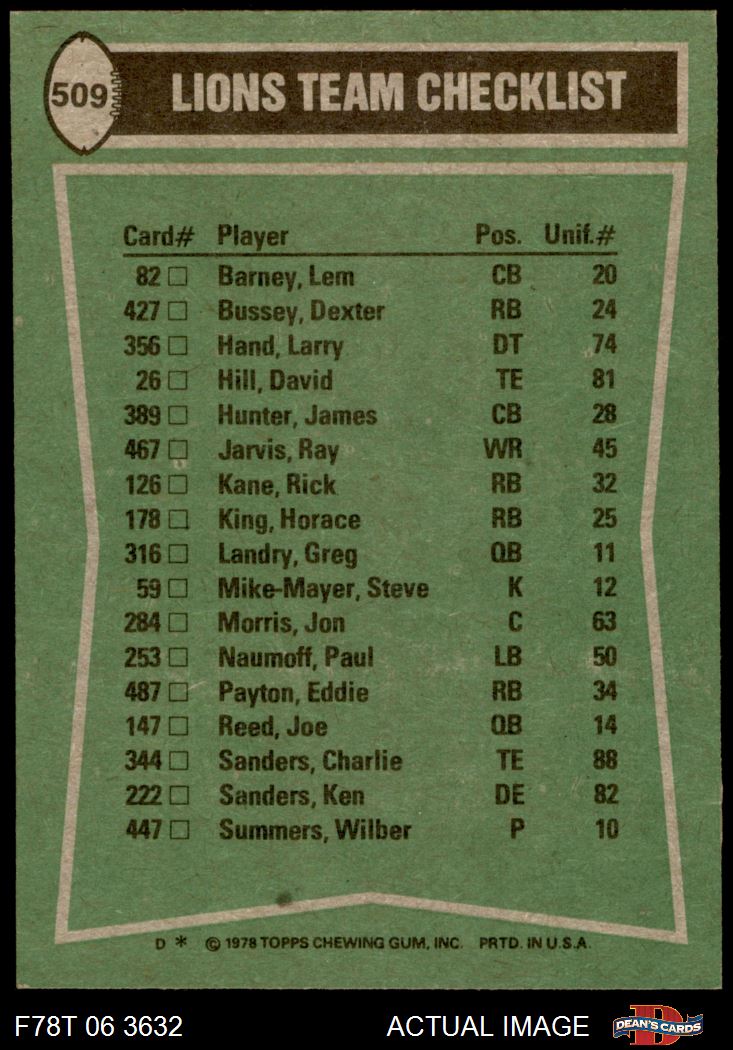 509
LIONS TEAM CHECKLIST
Card# Player Pos. Unif.#
82 □ Barney, Lem CB 20
427 □ Bussey, Dexter RB 24
356 □ Hand, Larry DT 74
26 □ Hill, David TE 81
389 □ Hunter, James CB 28
467 □ Jarvis, Ray WR 45
126 □ Kane, Rick RB 32
178 □ King, Horace RB 25
316 □ Landry, Greg QB 11
59 □ Mike-Mayer, Steve K 12
284 □ Morris, Jon C 63
253 □ Naumoff, Paul LB 50
487 □ Payton, Eddie RB 34
147 □ Reed, Joe QB 14
344 □ Sanders, Charlie TE 88
222 □ Sanders, Ken DE 82
447 □ Summers, Wilber P 10
D * © 1978 TOPPS CHEWING GUM, INC. PRTD. IN U.S.A.
F78T 06 3632 ACTUAL IMAGE D DEAN'S CARDS